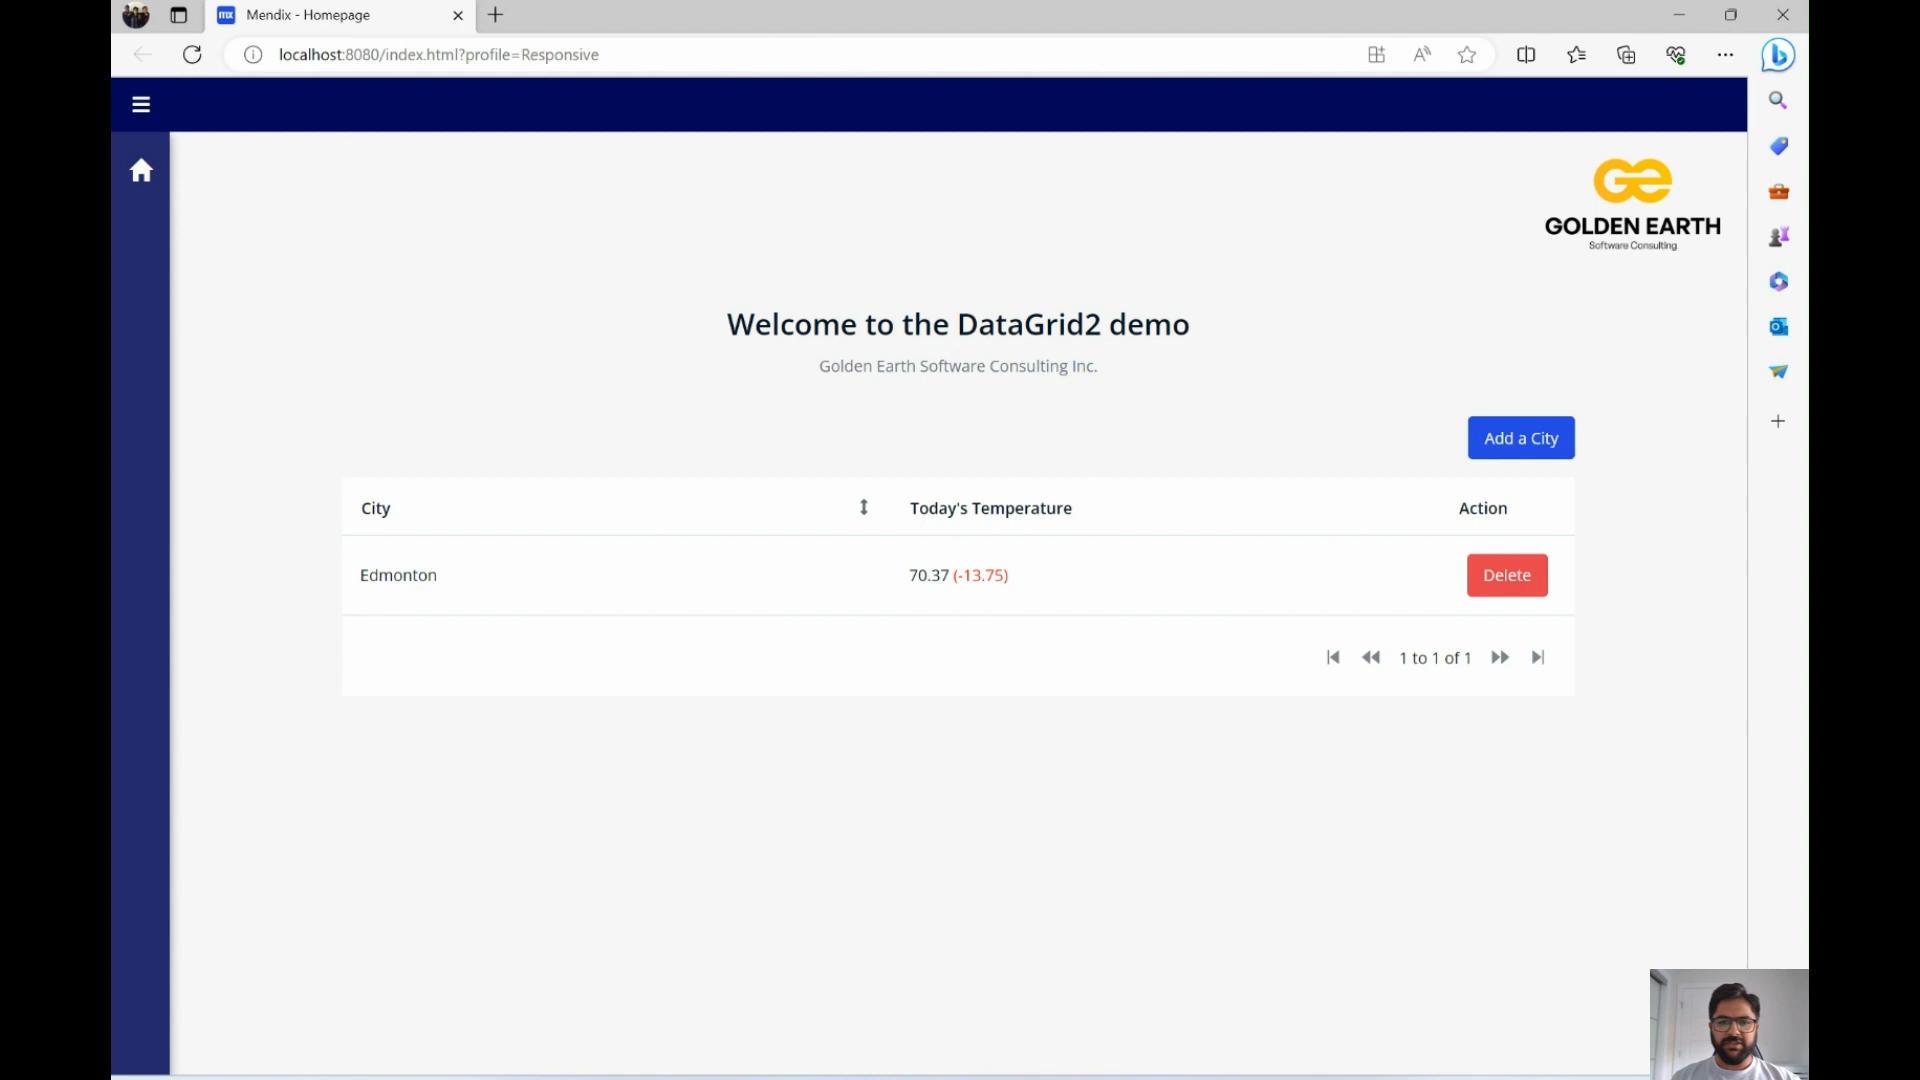 mx Mendix - Homepage
localhost:8080/index.html?profile=Responsive
GOLDEN EARTH
Software Consulting
Welcome to the DataGrid2 demo
Golden Earth Software Consulting Inc.
Add a City
City Today's Temperature Action
Edmonton 70.37 (-13.75) Delete
1 to 1 of 1